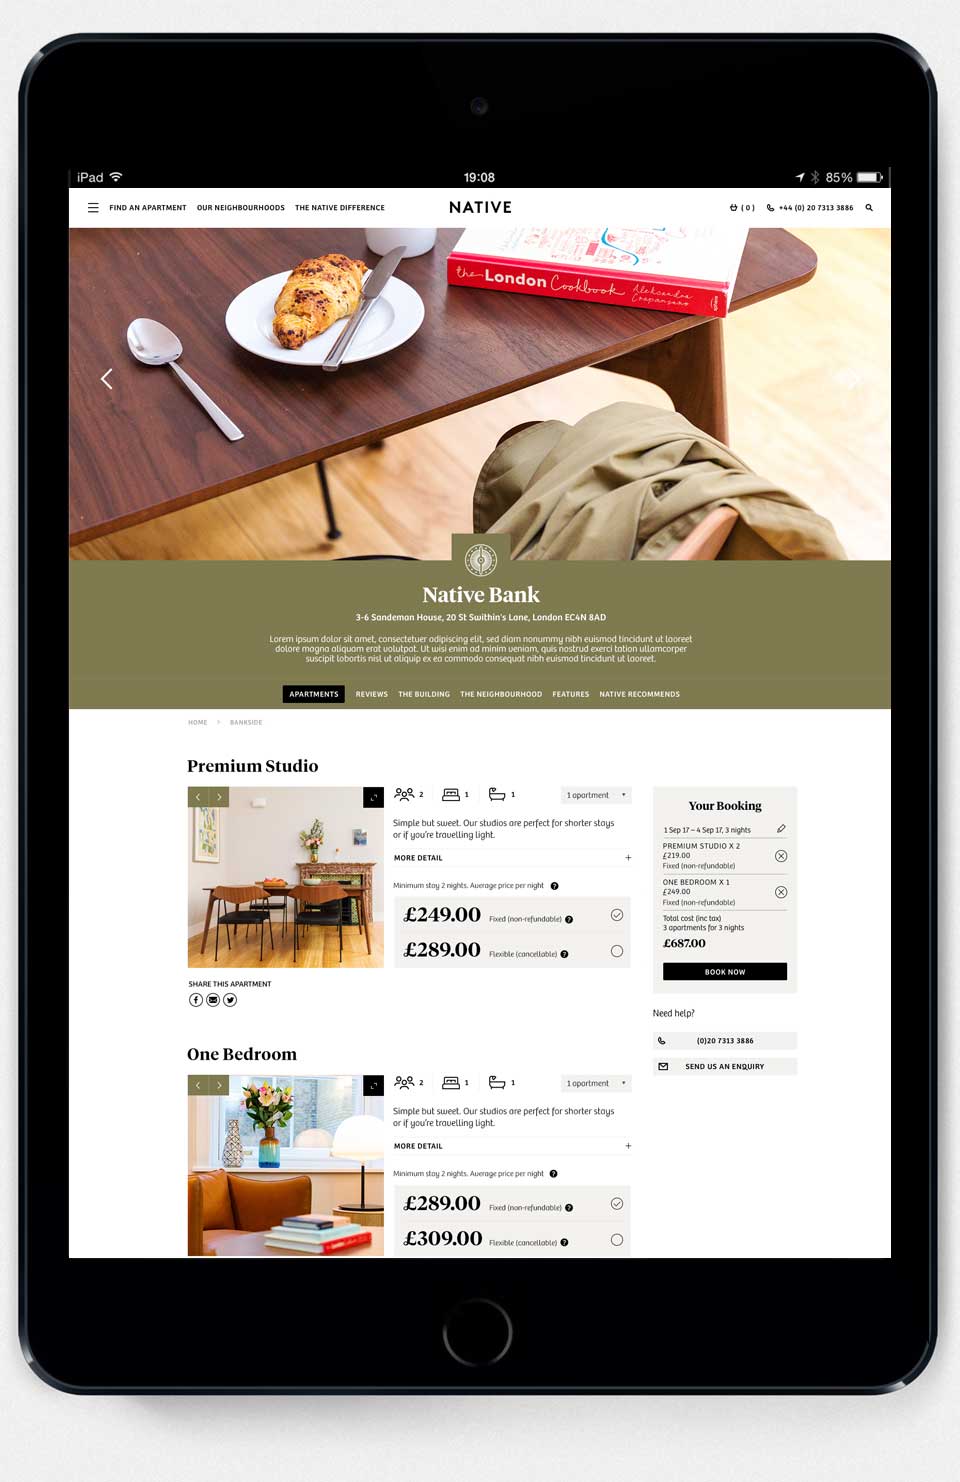 iPad 19:08 85%
FIND AN APARTMENT OUR NEIGHBOURHOODS THE NATIVE DIFFERENCE NATIVE ( 0 ) +44 (0) 20 7313 3886
the London Cookbook Aleksandra Crapanzano
Native Bank
3-6 Sandeman House, 20 St Swithin's Lane, London EC4N 8AD
Lorem ipsum dolor sit amet, consectetuer adipiscing elit, sed diam nonummy nibh euismod tincidunt ut laoreet
dolore magna aliquam erat volutpat. Ut wisi enim ad minim veniam, quis nostrud exerci tation ullamcorper
suscipit lobortis nisl ut aliquip ex ea commodo consequat nibh euismod tincidunt ut laoreet.
APARTMENTS REVIEWS THE BUILDING THE NEIGHBOURHOOD FEATURES NATIVE RECOMMENDS
HOME > BANKSIDE
Premium Studio
2 1 1 1 apartment
Simple but sweet. Our studios are perfect for shorter stays
or if you're travelling light.
MORE DETAIL +
Minimum stay 2 nights. Average price per night ?
£249.00 Fixed (non-refundable) ?
£289.00 Flexible (cancellable) ?
SHARE THIS APARTMENT
Your Booking
1 Sep 17 – 4 Sep 17, 3 nights
PREMIUM STUDIO X 2
£219.00
Fixed (non-refundable)
ONE BEDROOM X 1
£249.00
Fixed (non-refundable)
Total cost (inc tax)
3 apartments for 3 nights
£687.00
BOOK NOW
Need help?
(0)20 7313 3886
SEND US AN ENQUIRY
One Bedroom
2 1 1 1 apartment
Simple but sweet. Our studios are perfect for shorter stays
or if you're travelling light.
MORE DETAIL +
Minimum stay 2 nights. Average price per night ?
£289.00 Fixed (non-refundable) ?
£309.00 Flexible (cancellable) ?